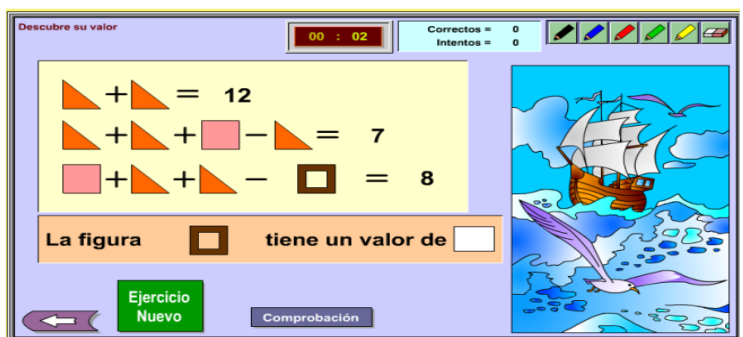 Descubre su valor
00 : 02
Correctos = 0
Intentos = 0
+ = 12
+ + - = 7
+ + - = 8
La figura tiene un valor de
Ejercicio
Nuevo
Comprobación